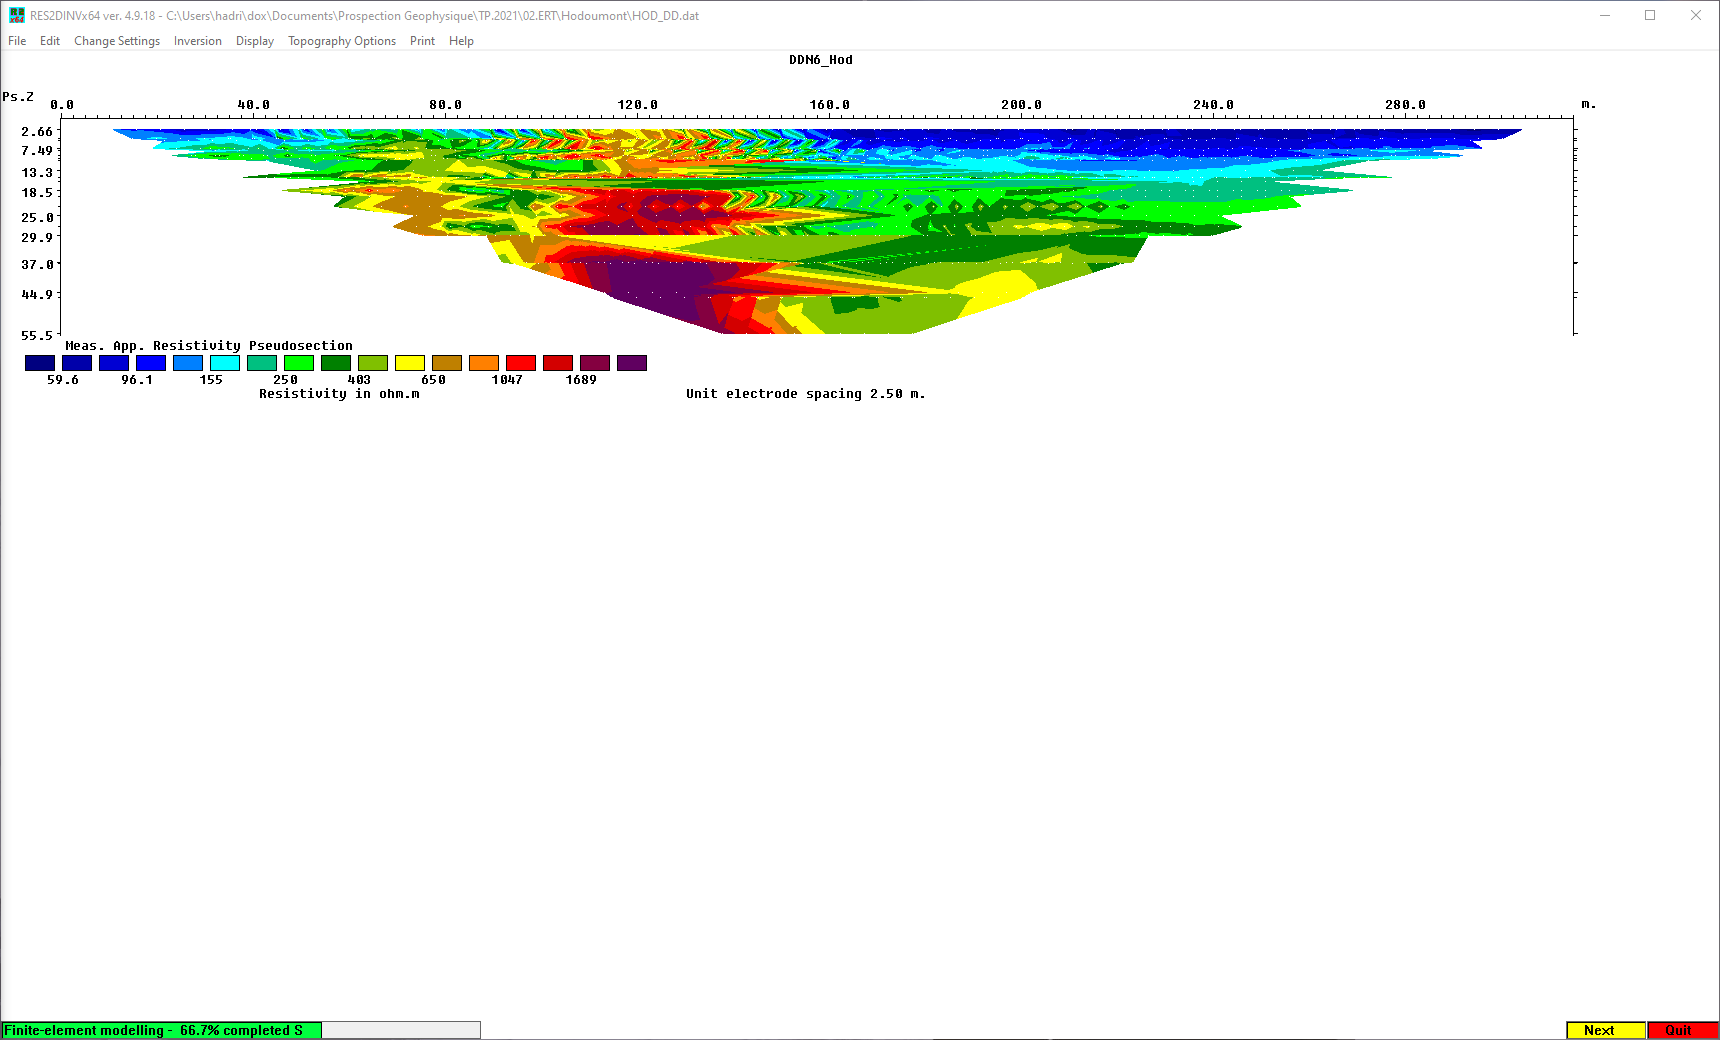 RES2DINVx64 ver. 4.9.18 - C:\Users\hadri\dox\Documents\Prospection Geophysique\TP.2021\02.ERT\Hodoumont\HOD_DD.dat
File Edit Change Settings Inversion Display Topography Options Print Help
DDN6_Hod
Ps.Z 0.0 40.0 80.0 120.0 160.0 200.0 240.0 280.0 m.
2.66
7.49
13.3
18.5
25.0
29.9
37.0
44.9
55.5
Meas. App. Resistivity Pseudosection
59.6 96.1 155 250 403 650 1047 1689
Resistivity in ohm.m Unit electrode spacing 2.50 m.
Finite-element modelling - 66.7% completed S Next Quit